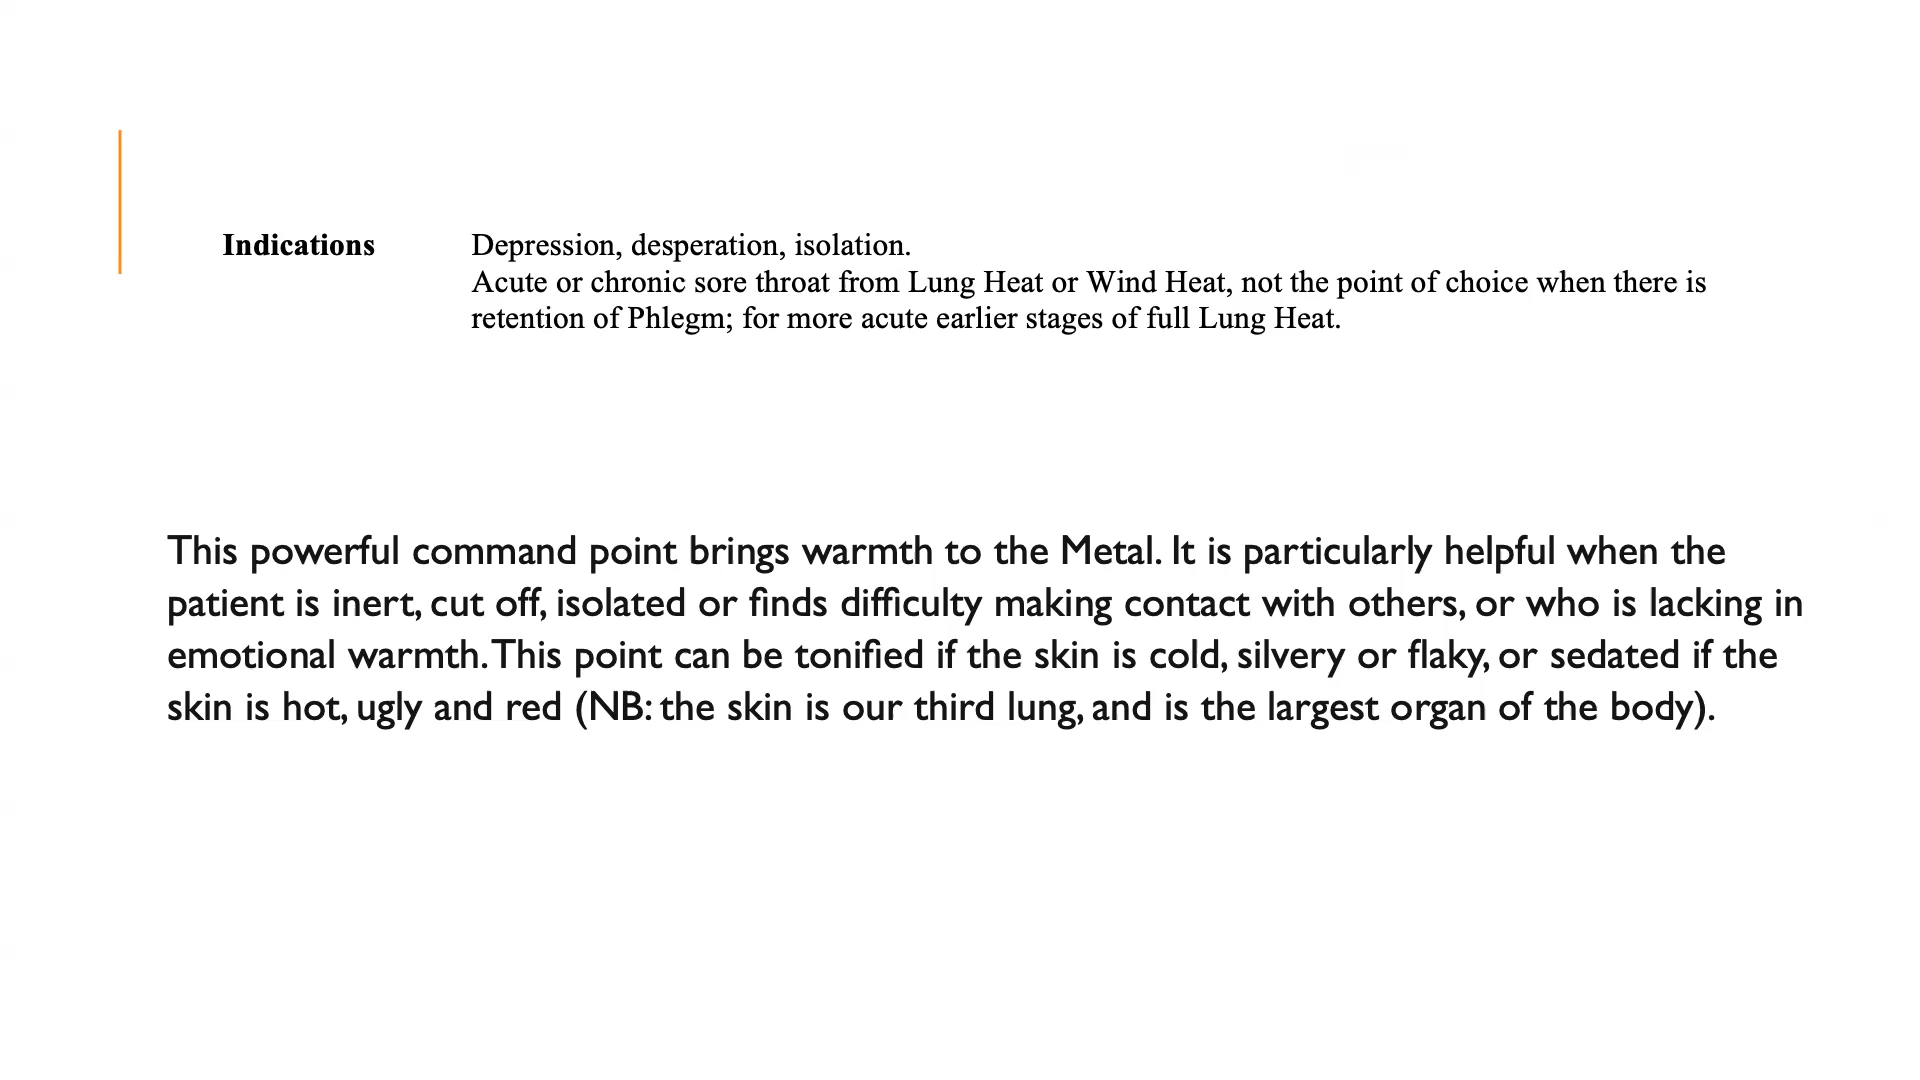 Indications Depression, desperation, isolation.
Acute or chronic sore throat from Lung Heat or Wind Heat, not the point of choice when there is
retention of Phlegm; for more acute earlier stages of full Lung Heat.
This powerful command point brings warmth to the Metal. It is particularly helpful when the
patient is inert, cut off, isolated or finds difficulty making contact with others, or who is lacking in
emotional warmth. This point can be tonified if the skin is cold, silvery or flaky, or sedated if the
skin is hot, ugly and red (NB: the skin is our third lung, and is the largest organ of the body).